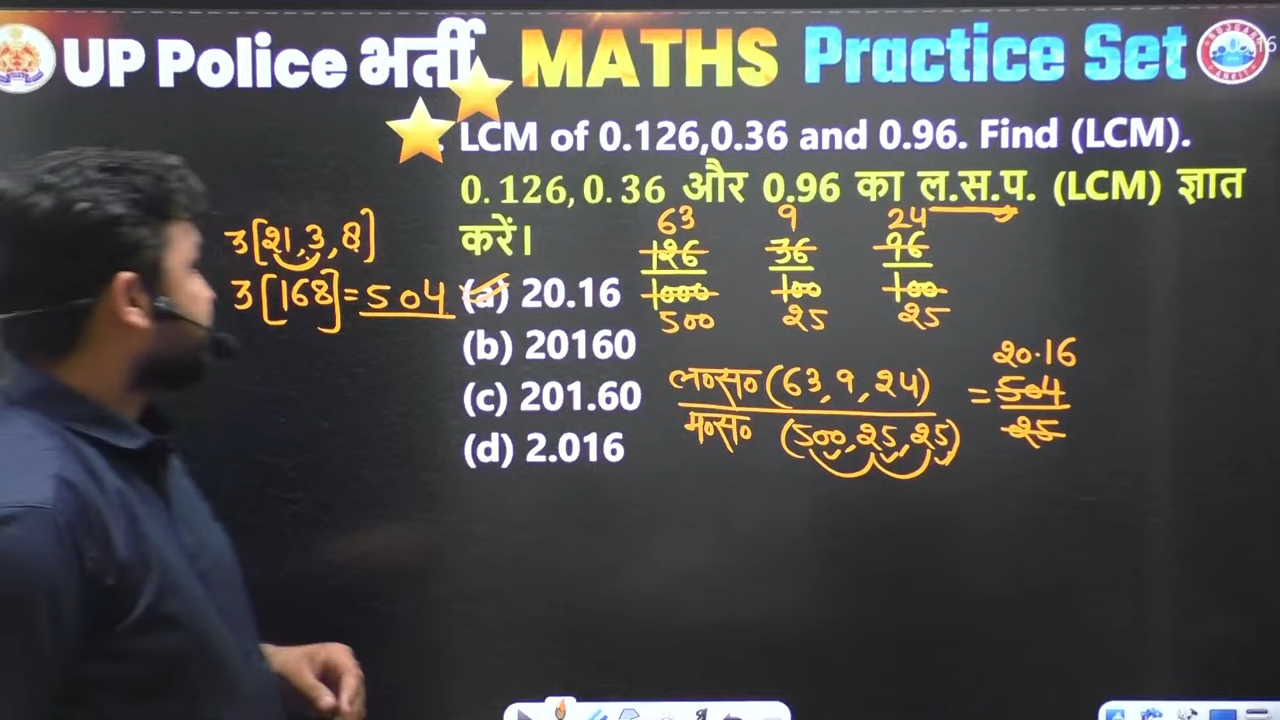 UP Police भर्ती MATHS Practice Set
LCM of 0.126,0.36 and 0.96. Find (LCM).
0.126, 0.36 और 0.96 का ल.स.प. (LCM) ज्ञात
करें।
(a) 20.16
(b) 20160
(c) 201.60
(d) 2.016
3[21,3,8]
3[168]=504
63 9 24
126 36 96
1000 100 100
500 25 25
ल०स० (63,9,24) = 504
म०स० (500,25,25) 25
20.16